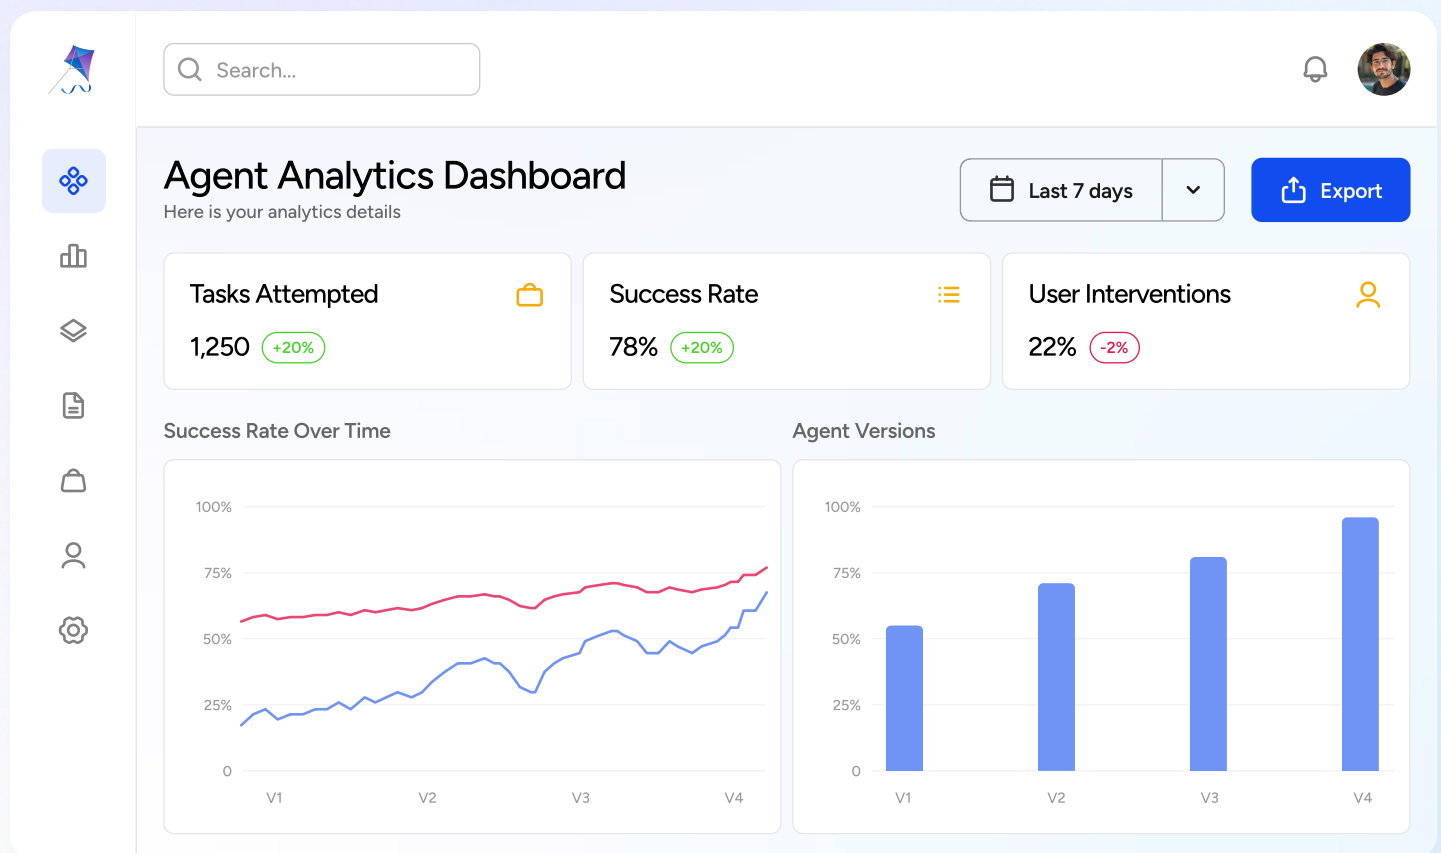 Search...
Agent Analytics Dashboard
Here is your analytics details
Last 7 days
Export
Tasks Attempted
1,250 +20%
Success Rate
78% +20%
User Interventions
22% -2%
Success Rate Over Time
100%
75%
50%
25%
0
V1 V2 V3 V4
Agent Versions
100%
75%
50%
25%
0
V1 V2 V3 V4